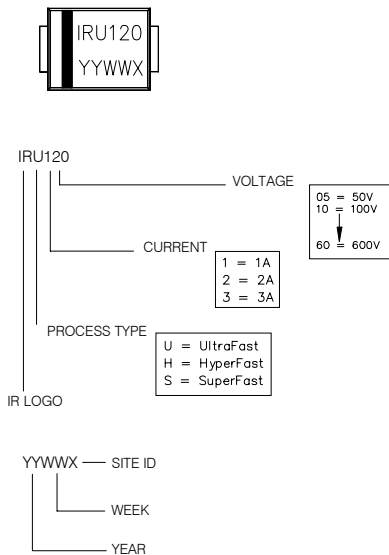 IRU120
YYWWX
IRU120
VOLTAGE
05 = 50V
10 = 100V
60 = 600V
CURRENT
1 = 1A
2 = 2A
3 = 3A
PROCESS TYPE
U = UltraFast
H = HyperFast
S = SuperFast
IR LOGO
YYWWX
SITE ID
WEEK
YEAR